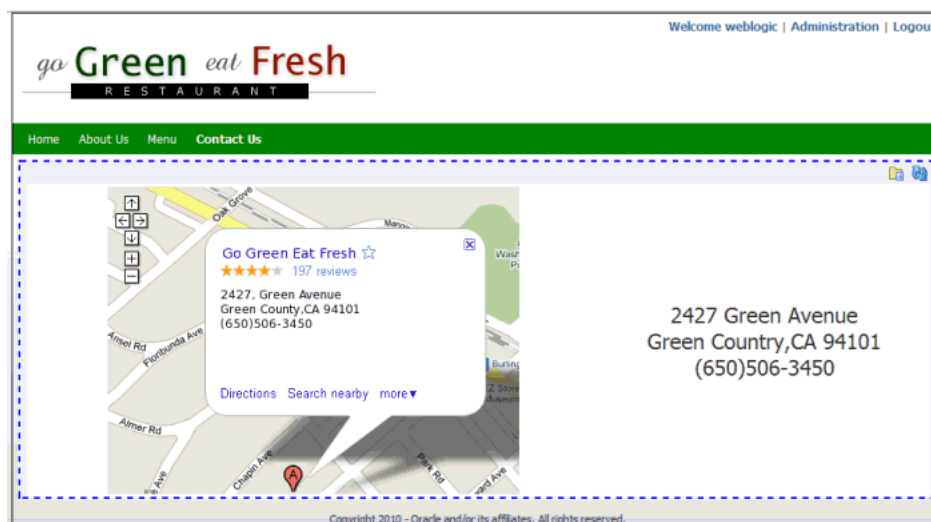 Welcome weblogic | Administration | Logou
go Green eat Fresh
RESTAURANT
Home About Us Menu Contact Us
Oak Grove
Go Green Eat Fresh
197 reviews
2427, Green Avenue
Green County,CA 94101
(650)506-3450
Directions Search nearby more▼
Ansel Rd
Floribunda Ave
Almer Rd
Chapin Ave
Park Rd
ward Ave
A
2427 Green Avenue
Green Country,CA 94101
(650)506-3450
Copyright 2010 - Oracle and/or its affiliates. All rights reserved.